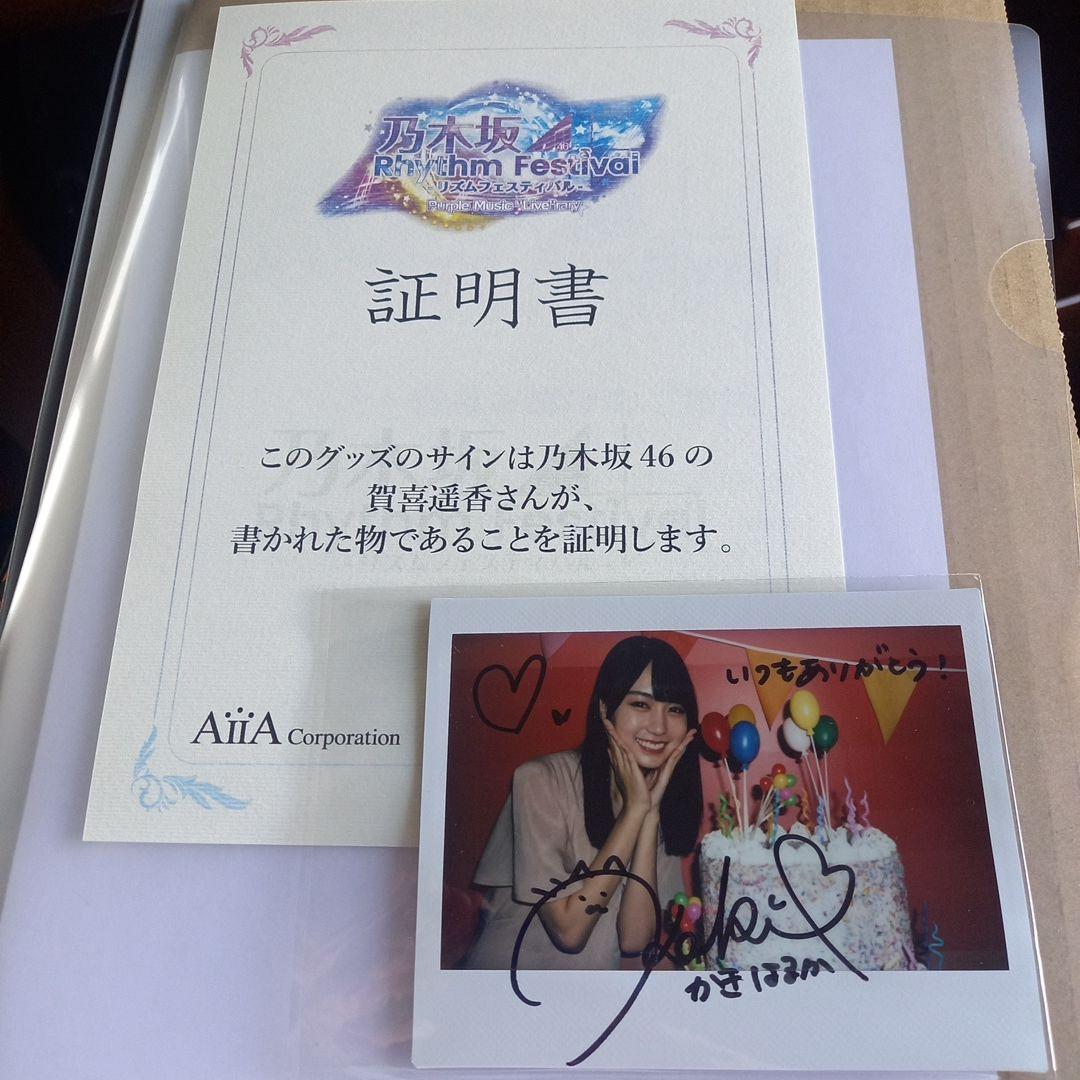 乃木坂46
Rhythm Festival
-リズムフェスティバル-
Purple Music "Live"rary
証明書
このグッズのサインは乃木坂46の
賀喜遥香さんが、
書かれた物であることを証明します。
AiiA Corporation
いつもありがとう!
Kaki
かきはるか